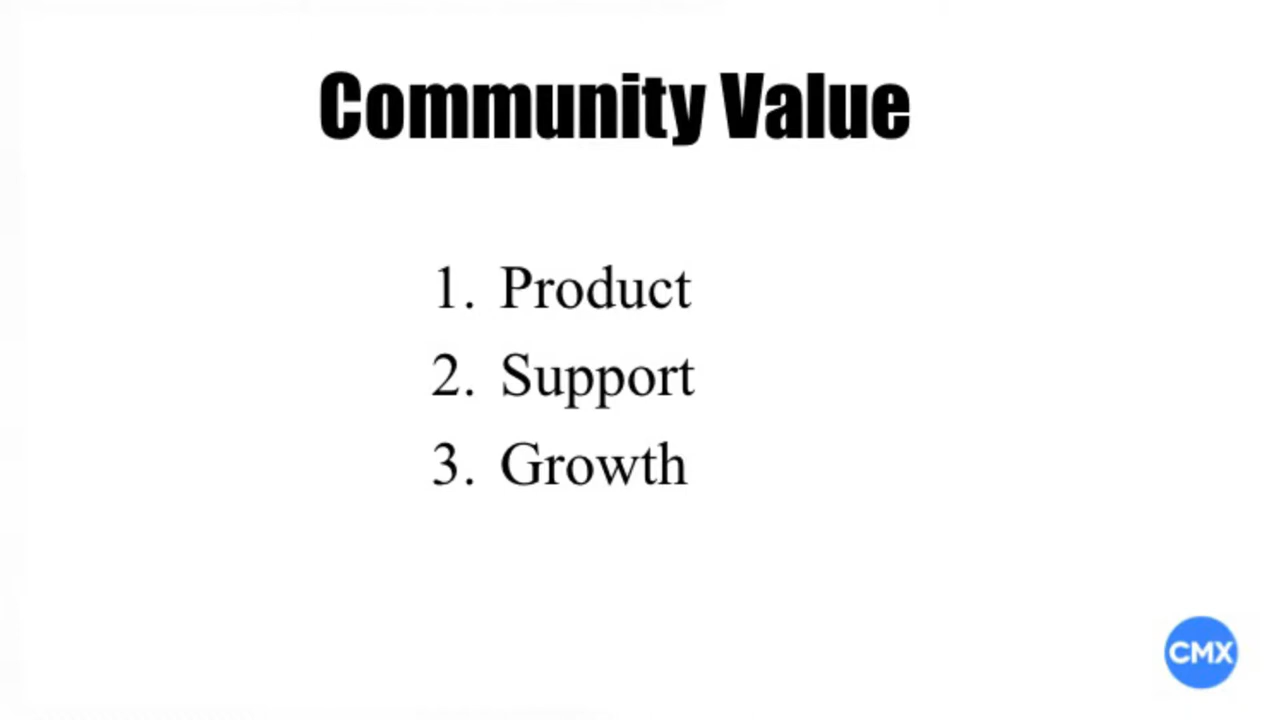 Community Value
1. Product
2. Support
3. Growth
CMX